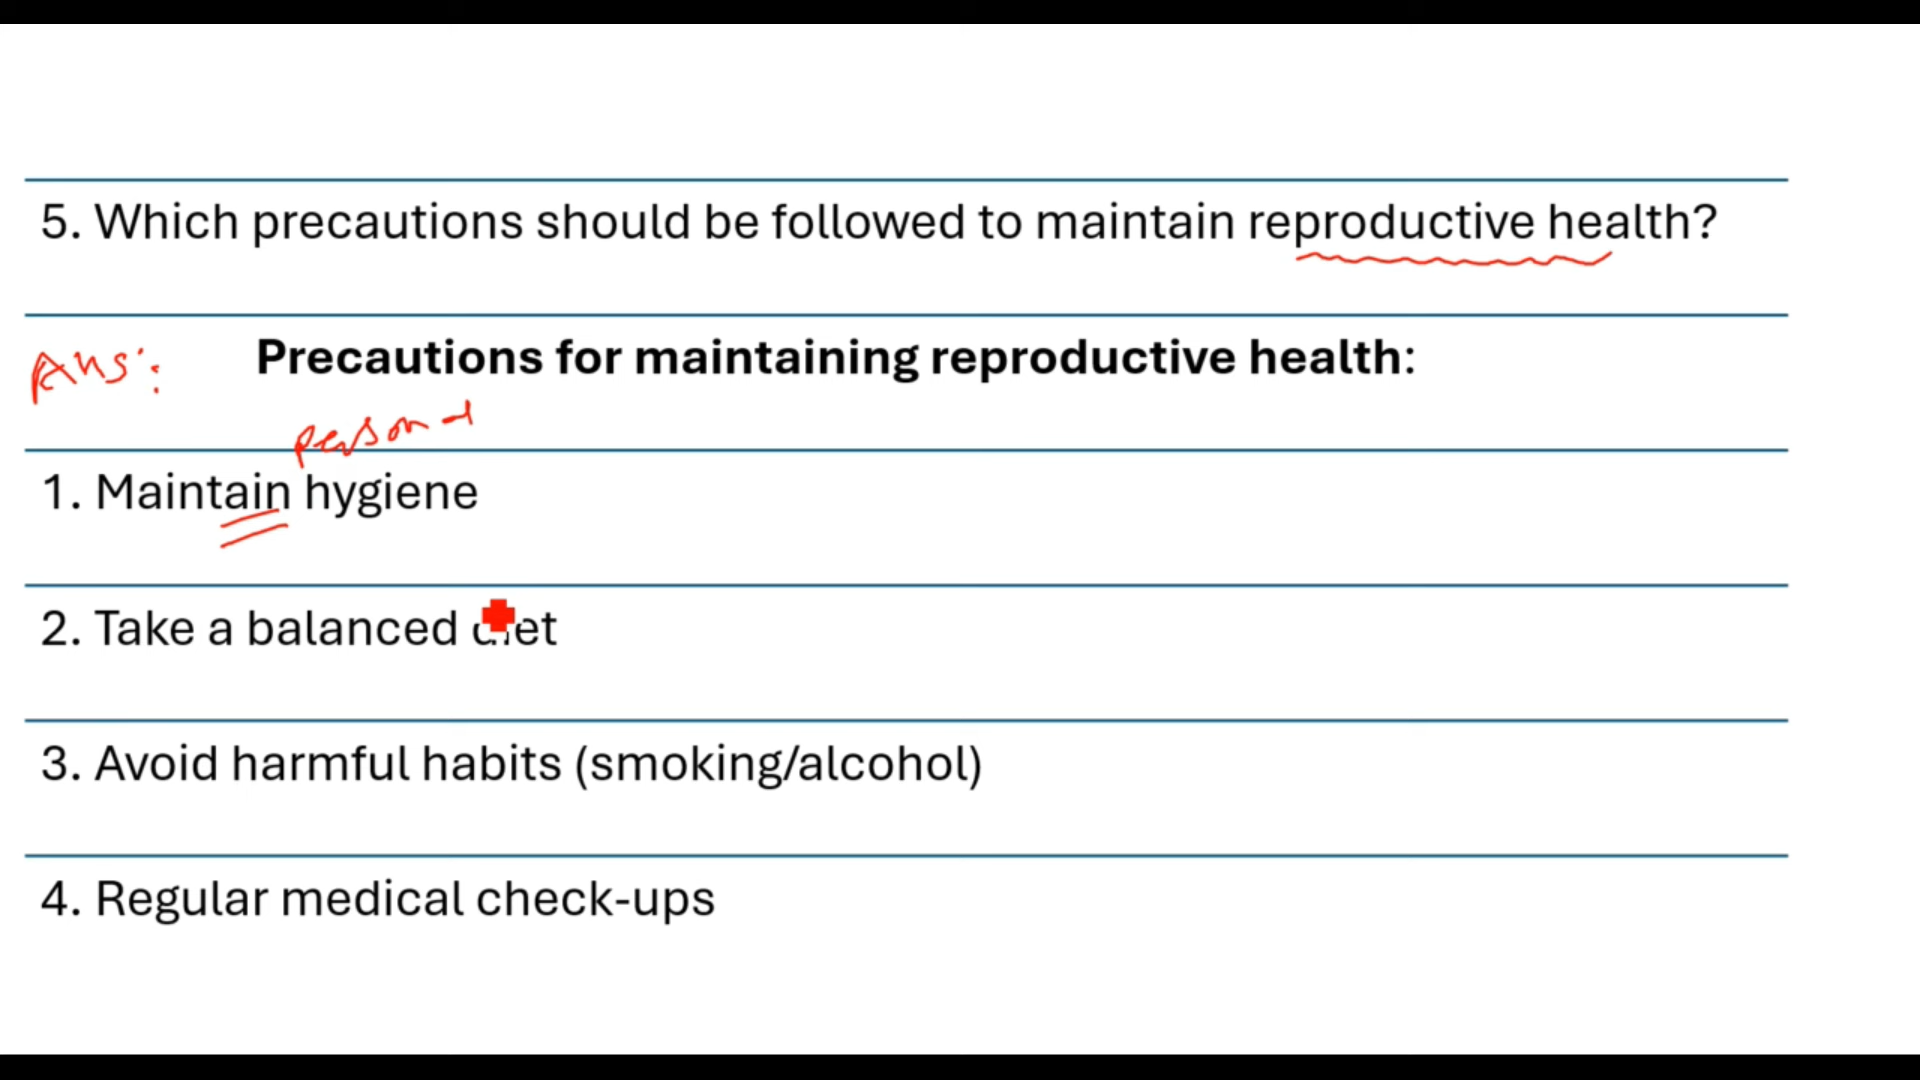 5. Which precautions should be followed to maintain reproductive health?
Ans: Precautions for maintaining reproductive health:
personal
1. Maintain hygiene
2. Take a balanced diet
3. Avoid harmful habits (smoking/alcohol)
4. Regular medical check-ups